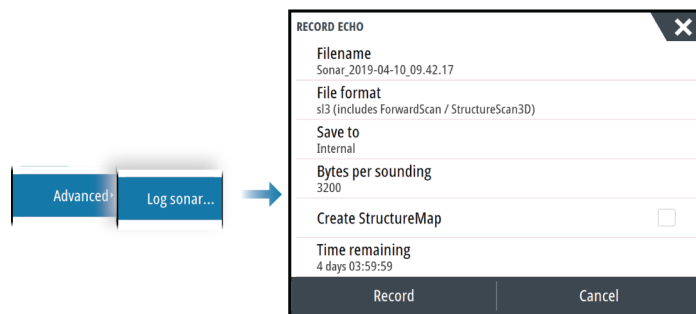 Advanced
Log sonar...
RECORD ECHO
Filename
Sonar_2019-04-10_09.42.17
File format
sl3 (includes ForwardScan / StructureScan3D)
Save to
Internal
Bytes per sounding
3200
Create StructureMap
Time remaining
4 days 03:59:59
Record
Cancel